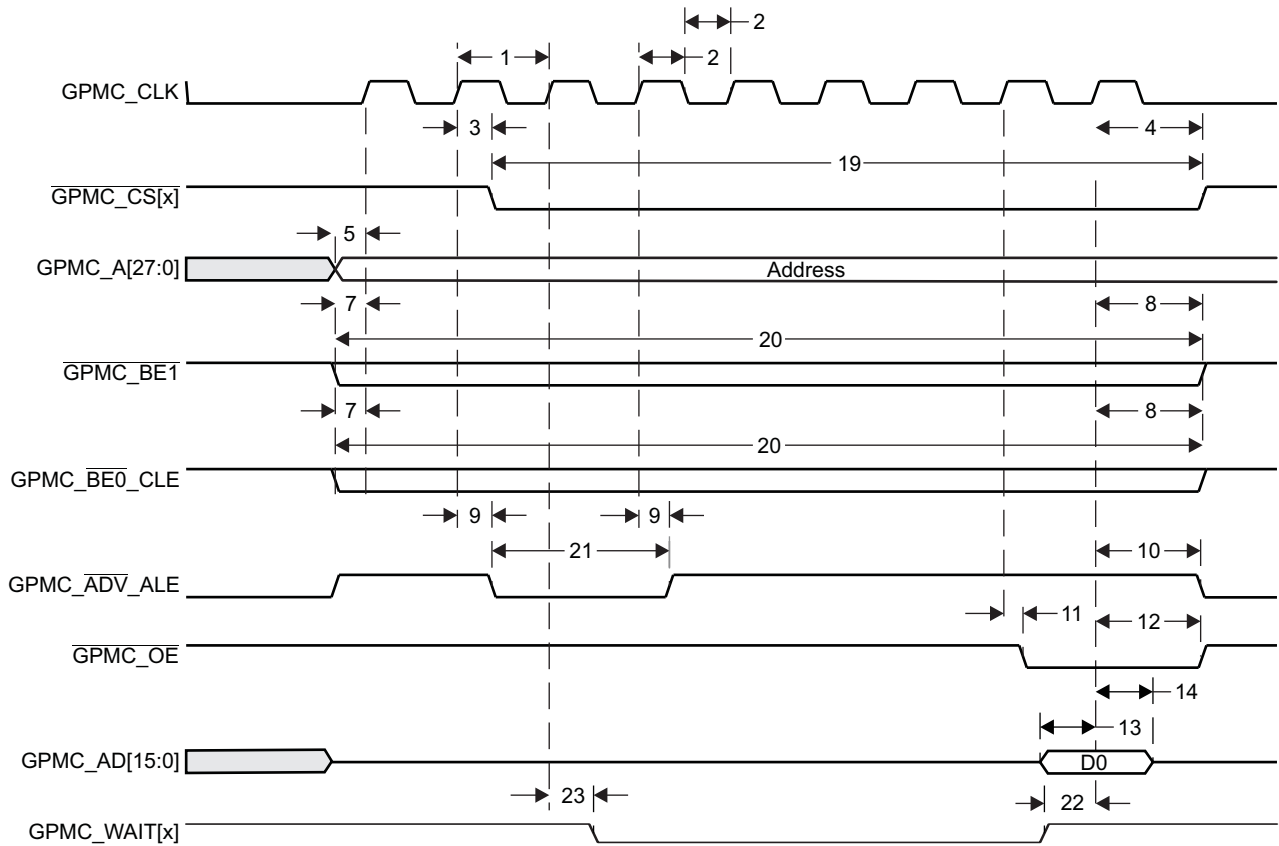 2
1
2
GPMC_CLK
3
4
19
GPMC_CS[x]
5
GPMC_A[27:0]
Address
7
8
20
GPMC_BE1
7
8
20
GPMC_BE0_CLE
9
9
21
10
GPMC_ADV_ALE
11
12
GPMC_OE
14
13
GPMC_AD[15:0]
D0
23
22
GPMC_WAIT[x]